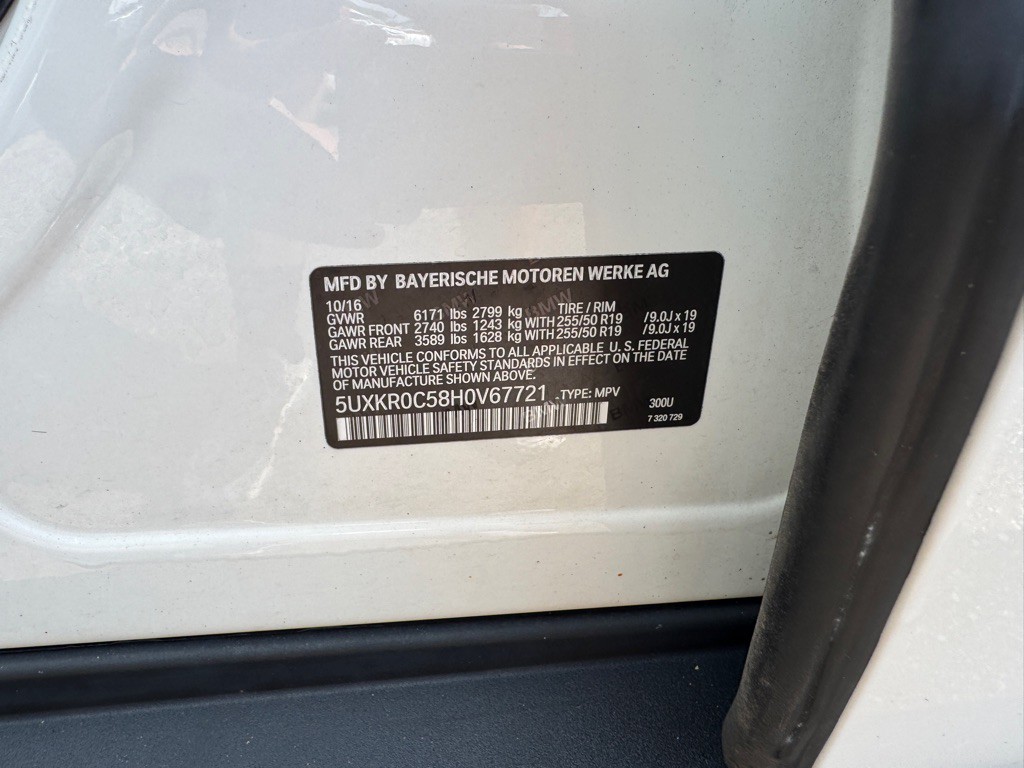 MFD BY BAYERISCHE MOTOREN WERKE AG
10/16
GVWR 6171 lbs 2799 kg TIRE / RIM
GAWR FRONT 2740 lbs 1243 kg WITH 255/50 R19 /9.0J x 19
GAWR REAR 3589 lbs 1628 kg WITH 255/50 R19 /9.0J x 19
THIS VEHICLE CONFORMS TO ALL APPLICABLE U. S. FEDERAL
MOTOR VEHICLE SAFETY STANDARDS IN EFFECT ON THE DATE
OF MANUFACTURE SHOWN ABOVE.
5UXKR0C58H0V67721 .TYPE: MPV
300U
7 320 729